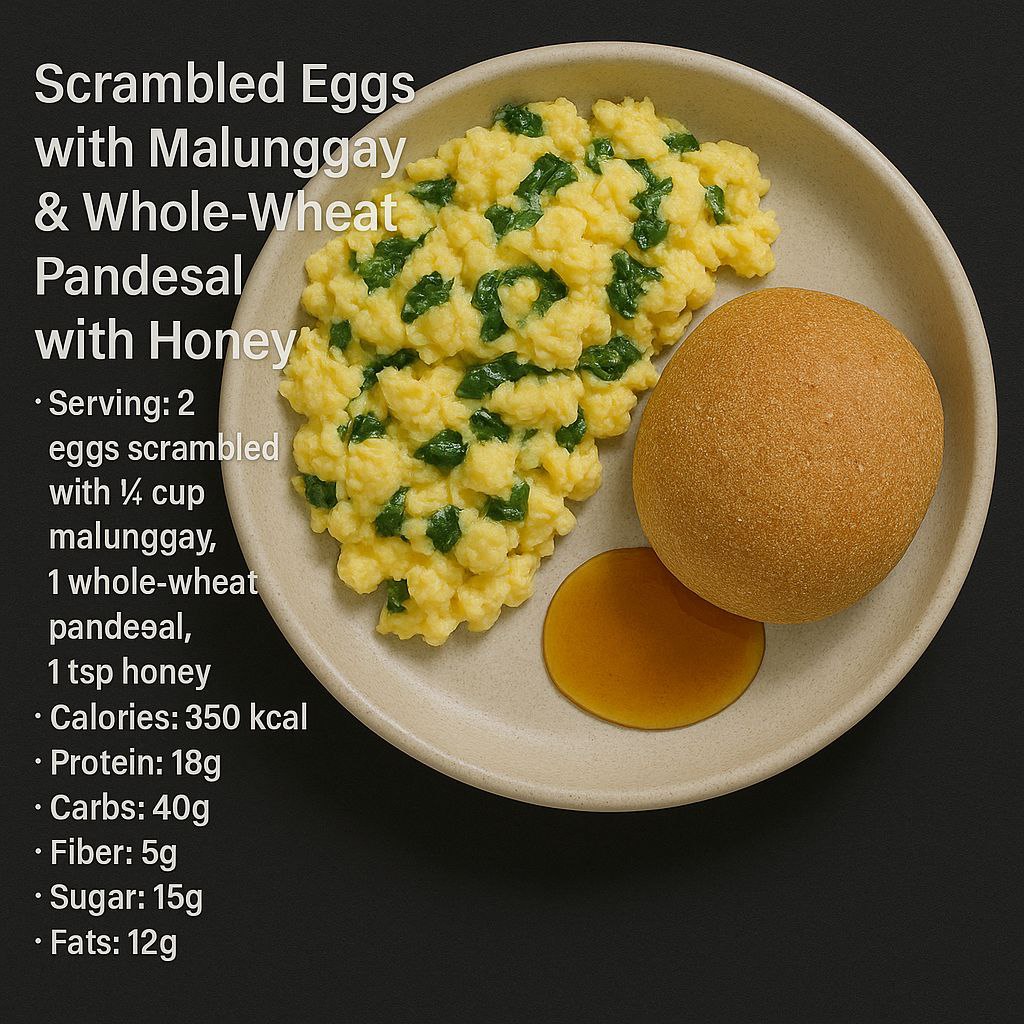 Scrambled Eggs
with Malunggay
& Whole-Wheat
Pandesal
with Honey
· Serving: 2
eggs scrambled
with ¼ cup
malunggay,
1 whole-wheat
pandeɘal,
1 tsp honey
· Calories: 350 kcal
· Protein: 18g
· Carbs: 40g
· Fiber: 5g
· Sugar: 15g
· Fats: 12g